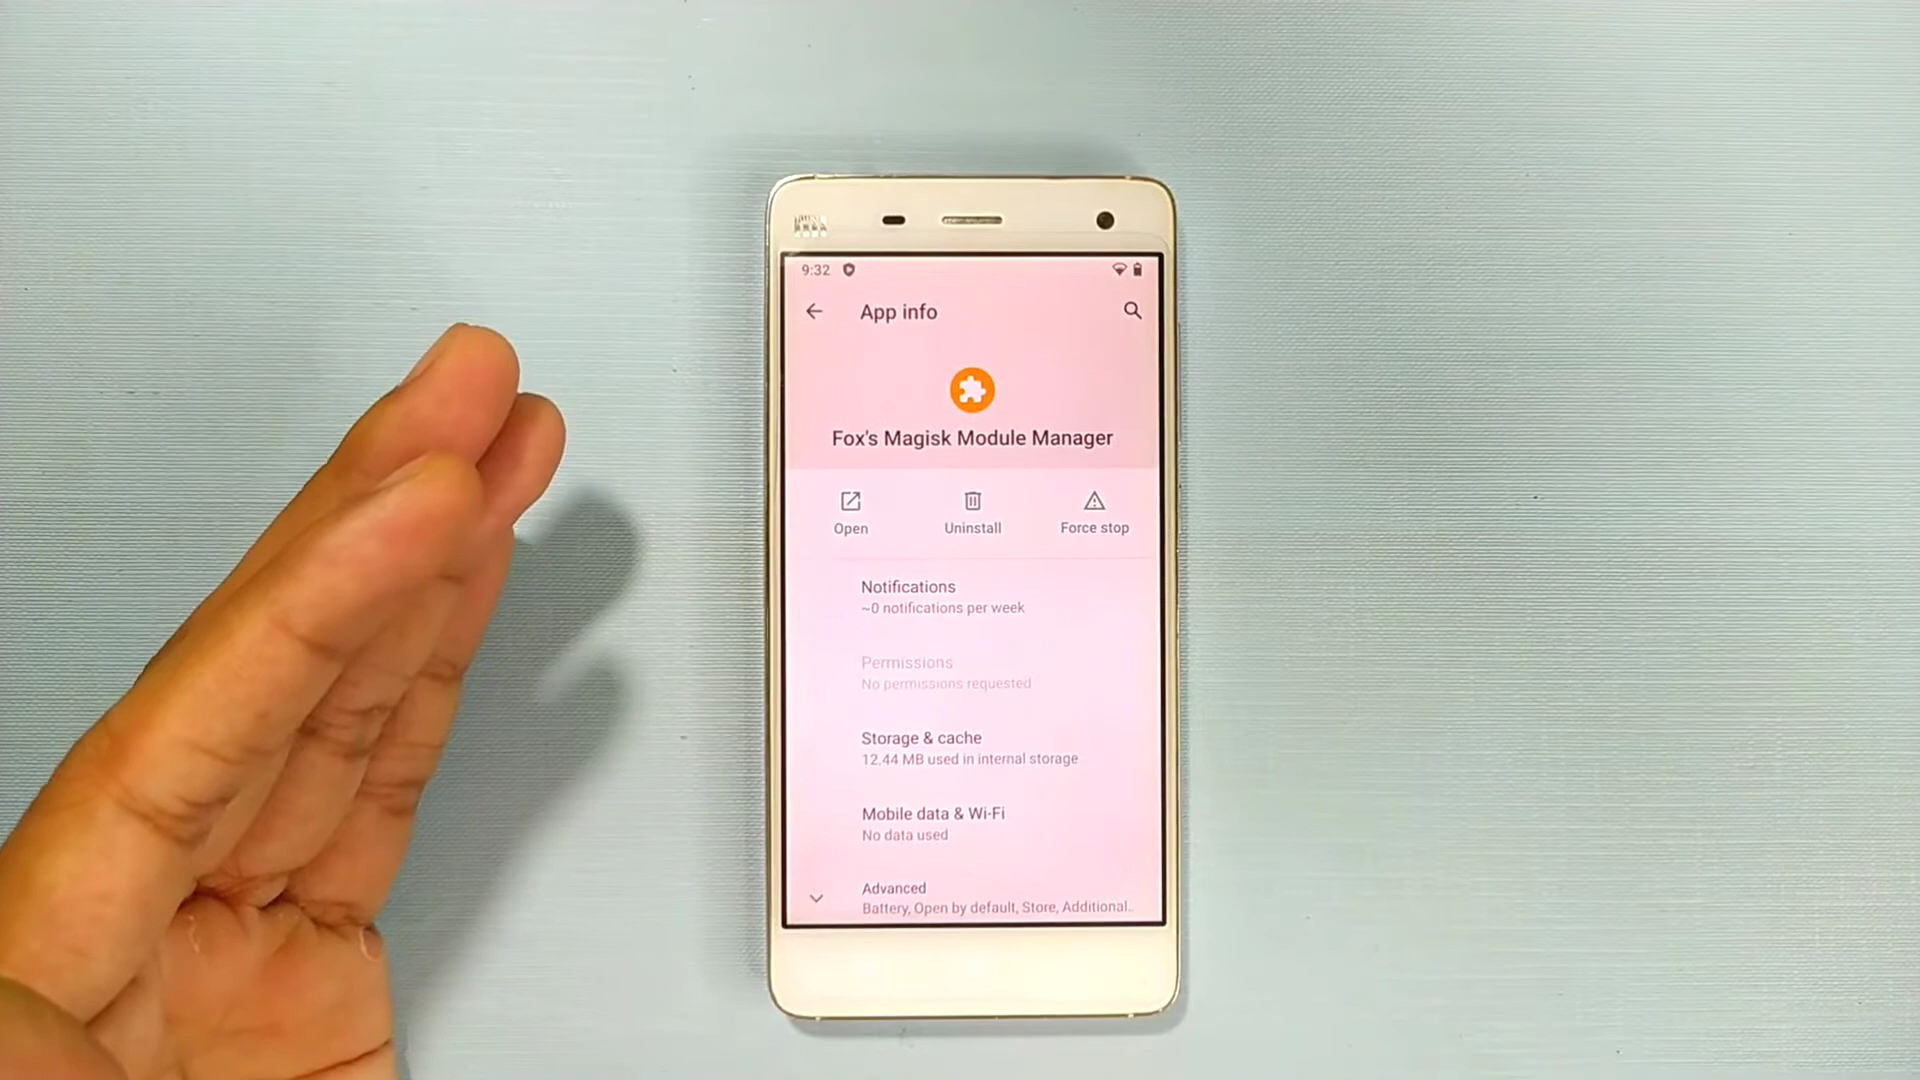 9:32
App info
Fox's Magisk Module Manager
Open
Uninstall
Force stop
Notifications
~0 notifications per week
Permissions
No permissions requested
Storage & cache
12.44 MB used in internal storage
Mobile data & Wi-Fi
No data used
Advanced
Battery, Open by default, Store, Additional..